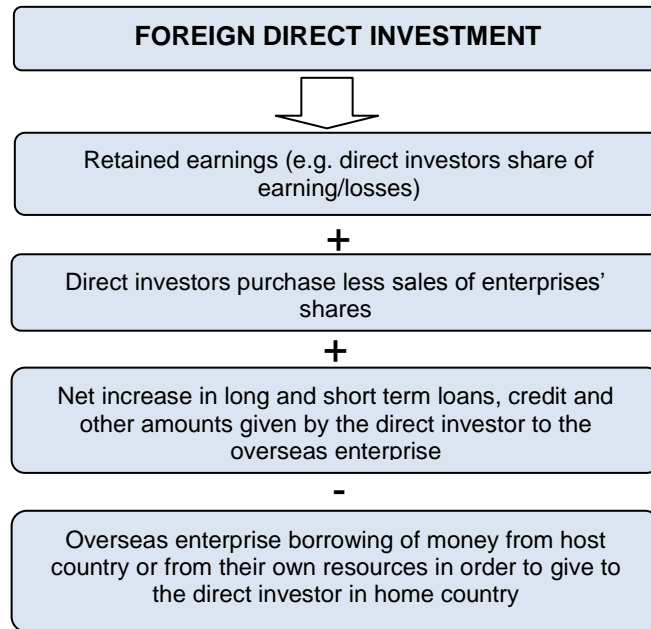 FOREIGN DIRECT INVESTMENT
Retained earnings (e.g. direct investors share of
earning/losses)
+
Direct investors purchase less sales of enterprises’
shares
+
Net increase in long and short term loans, credit and
other amounts given by the direct investor to the
overseas enterprise
-
Overseas enterprise borrowing of money from host
country or from their own resources in order to give to
the direct investor in home country